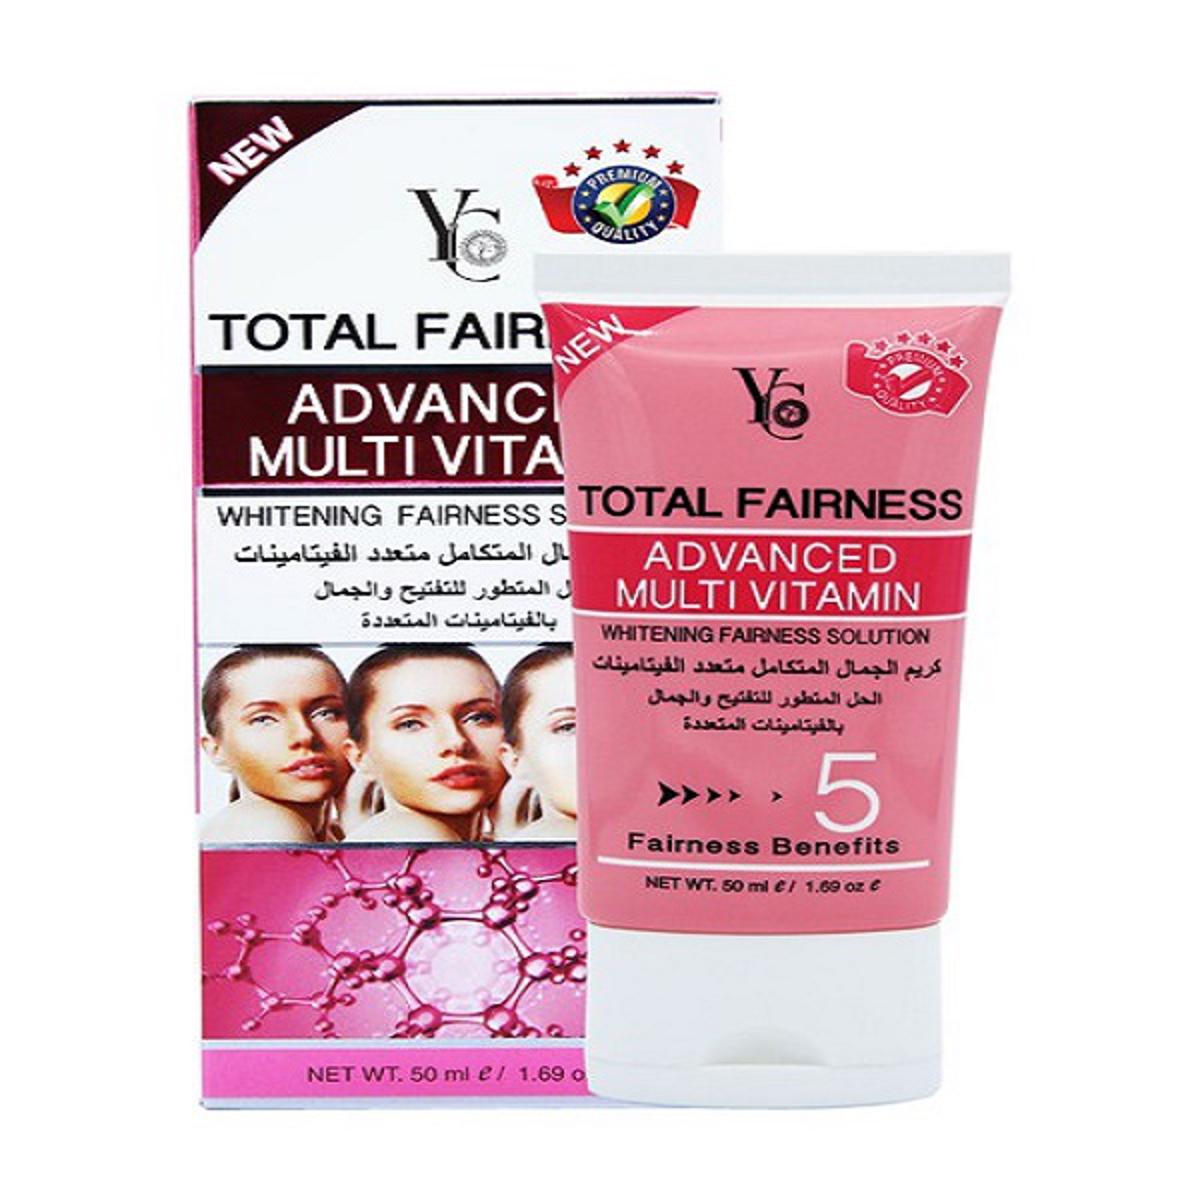 NEW
PREMIUM
QUALITY
YC
TOTAL FAIR
ADVANC
MULTI VITA
WHITENING FAIRNESS S
ال المتكامل متعدد الفيتامينات
ل المتطور للتفتيح والجمال
بالفيتامينات المتعددة
NET WT. 50 ml e / 1.69 o
NEW
PREMIUM
QUALITY
YC
TOTAL FAIRNESS
ADVANCED
MULTI VITAMIN
WHITENING FAIRNESS SOLUTION
كريم الجمال المتكامل متعدد الفيتامينات
الحل المتطور للتفتيح والجمال
بالفيتامينات المتعددة
5
Fairness Benefits
NET WT. 50 ml e / 1.69 oz e